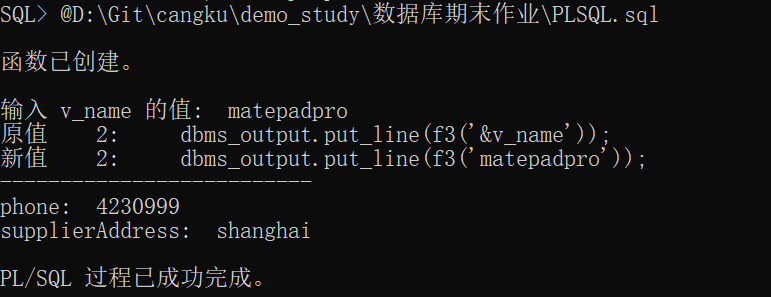 SQL> @D:\Git\cangku\demo_study\数据库期末作业\PLSQL.sql
函数已创建。
输入 v_name 的值:  matepadpro
原值    2:     dbms_output.put_line(f3('&v_name'));
新值    2:     dbms_output.put_line(f3('matepadpro'));
--------------------------
phone:  4230999
supplierAddress:  shanghai
PL/SQL 过程已成功完成。